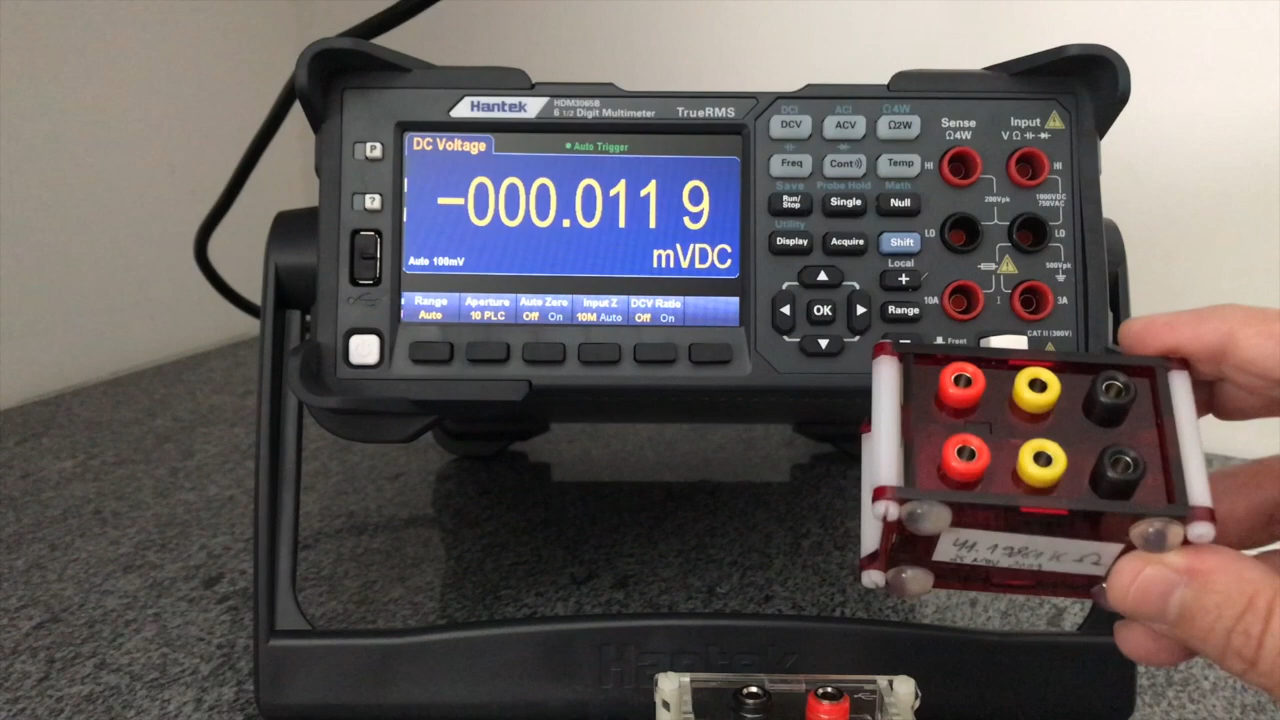 Hantek
HDM3065B
6 1/2 Digit Multimeter
TrueRMS
DC Voltage
Auto Trigger
-000.011 9
mVDC
Auto 100mV
Range Aperture Auto Zero Input Z DCV Ratio
Auto 10 PLC Off On 10M Auto Off On
P
?
DCI ACI Ω4W
DCV ACV Ω2W
Freq Cont Temp
Save Probe Hold Math
Run/Stop Single Null
Utility
Display Acquire Shift
Local
+
OK
Range
Sense
Ω4W
Input
V Ω
HI HI
200Vpk
1000VDC
750VAC
LO LO
500Vpk
10A I 3A
CAT II (300V)
Front
Hantek